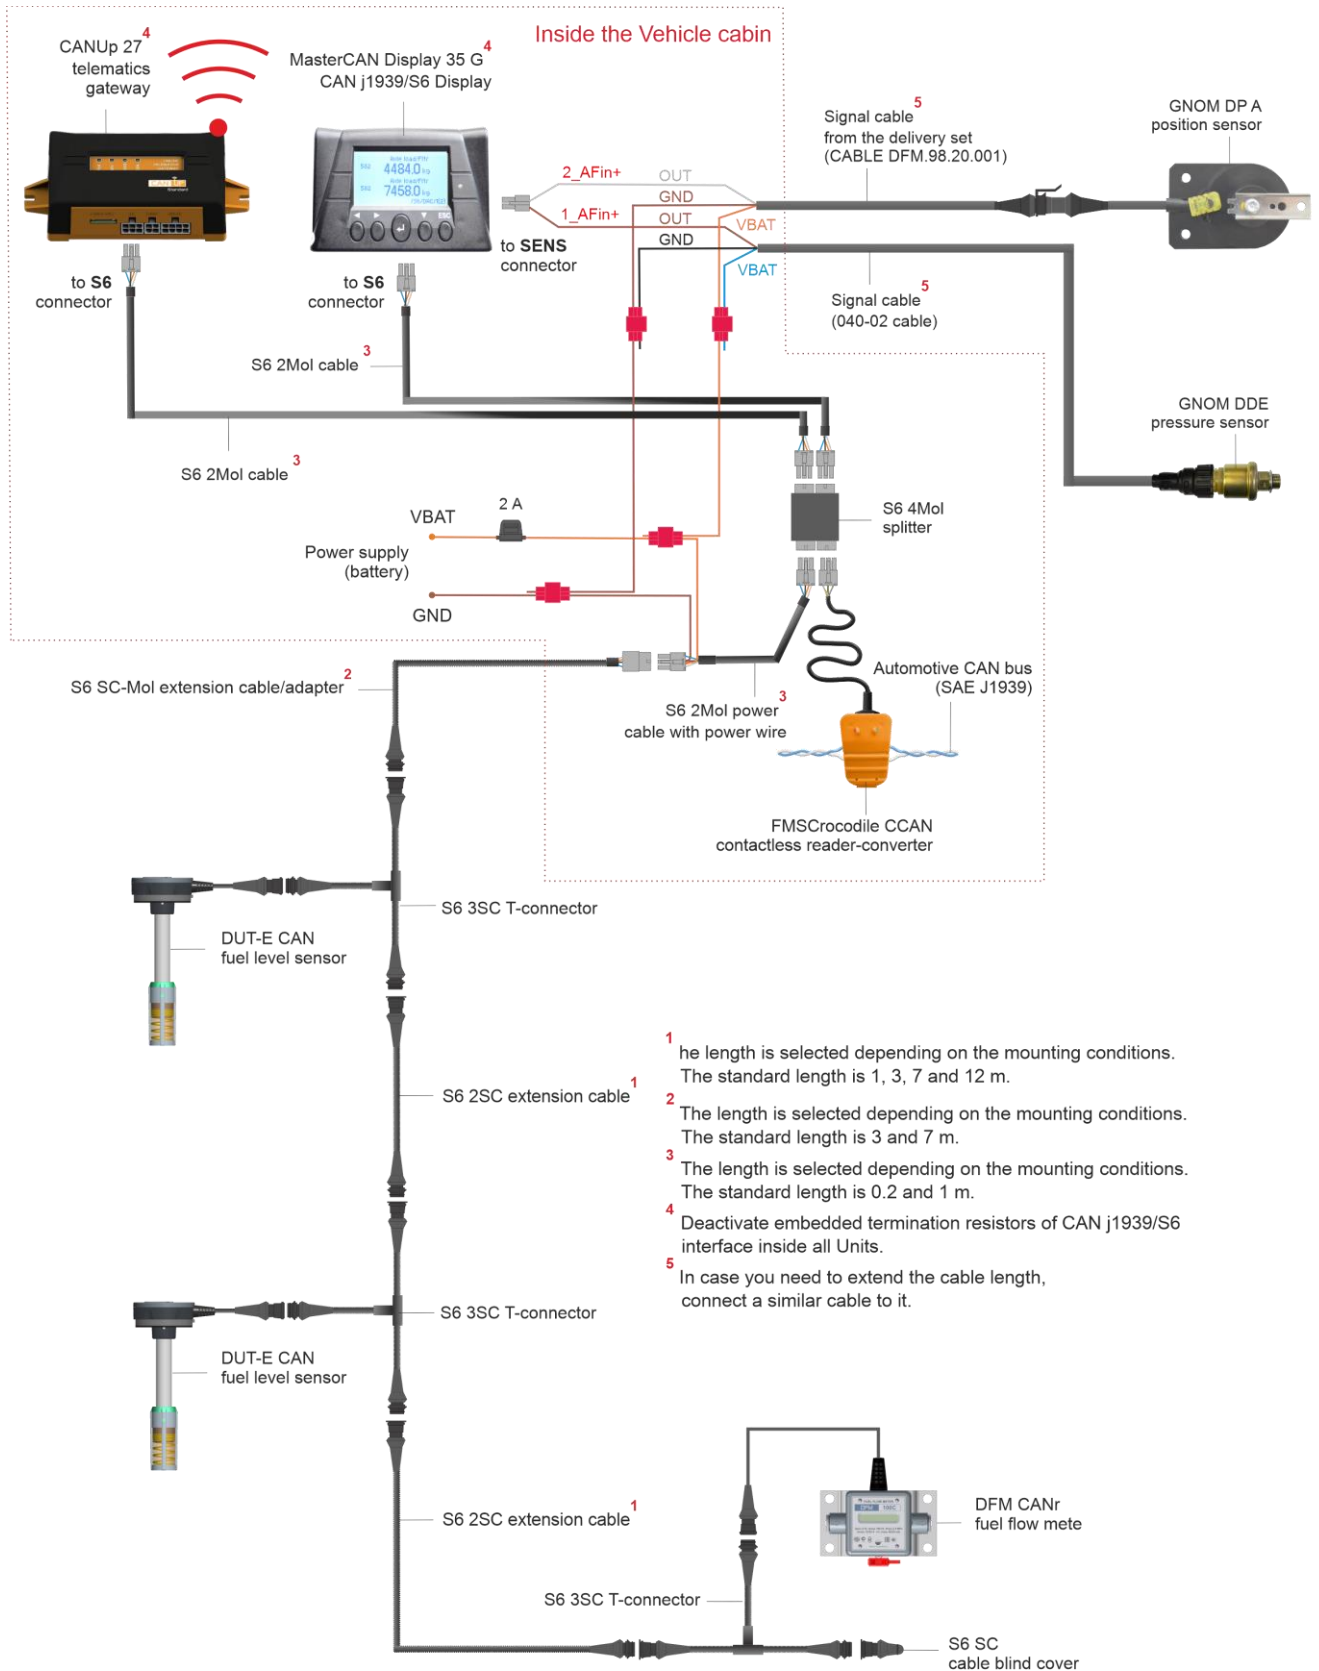 Inside the Vehicle cabin
CANUp 27 4
telematics
gateway
MasterCAN Display 35 G 4
CAN j1939/S6 Display
4484.0 kg
7458.0 kg
ESC
to S6
connector
to S6
connector
to SENS
connector
2_AFin+
OUT
GND
1_AFin+
OUT
VBAT
GND
VBAT
Signal cable 5
from the delivery set
(CABLE DFM.98.20.001)
GNOM DP A
position sensor
Signal cable 5
(040-02 cable)
S6 2Mol cable 3
S6 2Mol cable 3
GNOM DDE
pressure sensor
2 A
VBAT
Power supply
(battery)
GND
S6 4Mol
splitter
S6 SC-Mol extension cable/adapter 2
S6 2Mol power 3
cable with power wire
Automotive CAN bus
(SAE J1939)
FMSCrocodile CCAN
contactless reader-converter
S6 3SC T-connector
DUT-E CAN
fuel level sensor
S6 2SC extension cable 1
1 he length is selected depending on the mounting conditions.
The standard length is 1, 3, 7 and 12 m.
2 The length is selected depending on the mounting conditions.
The standard length is 3 and 7 m.
3 The length is selected depending on the mounting conditions.
The standard length is 0.2 and 1 m.
4 Deactivate embedded termination resistors of CAN j1939/S6
interface inside all Units.
5 In case you need to extend the cable length,
connect a similar cable to it.
S6 3SC T-connector
DUT-E CAN
fuel level sensor
S6 2SC extension cable 1
DFM CANr
fuel flow mete
S6 3SC T-connector
S6 SC
cable blind cover